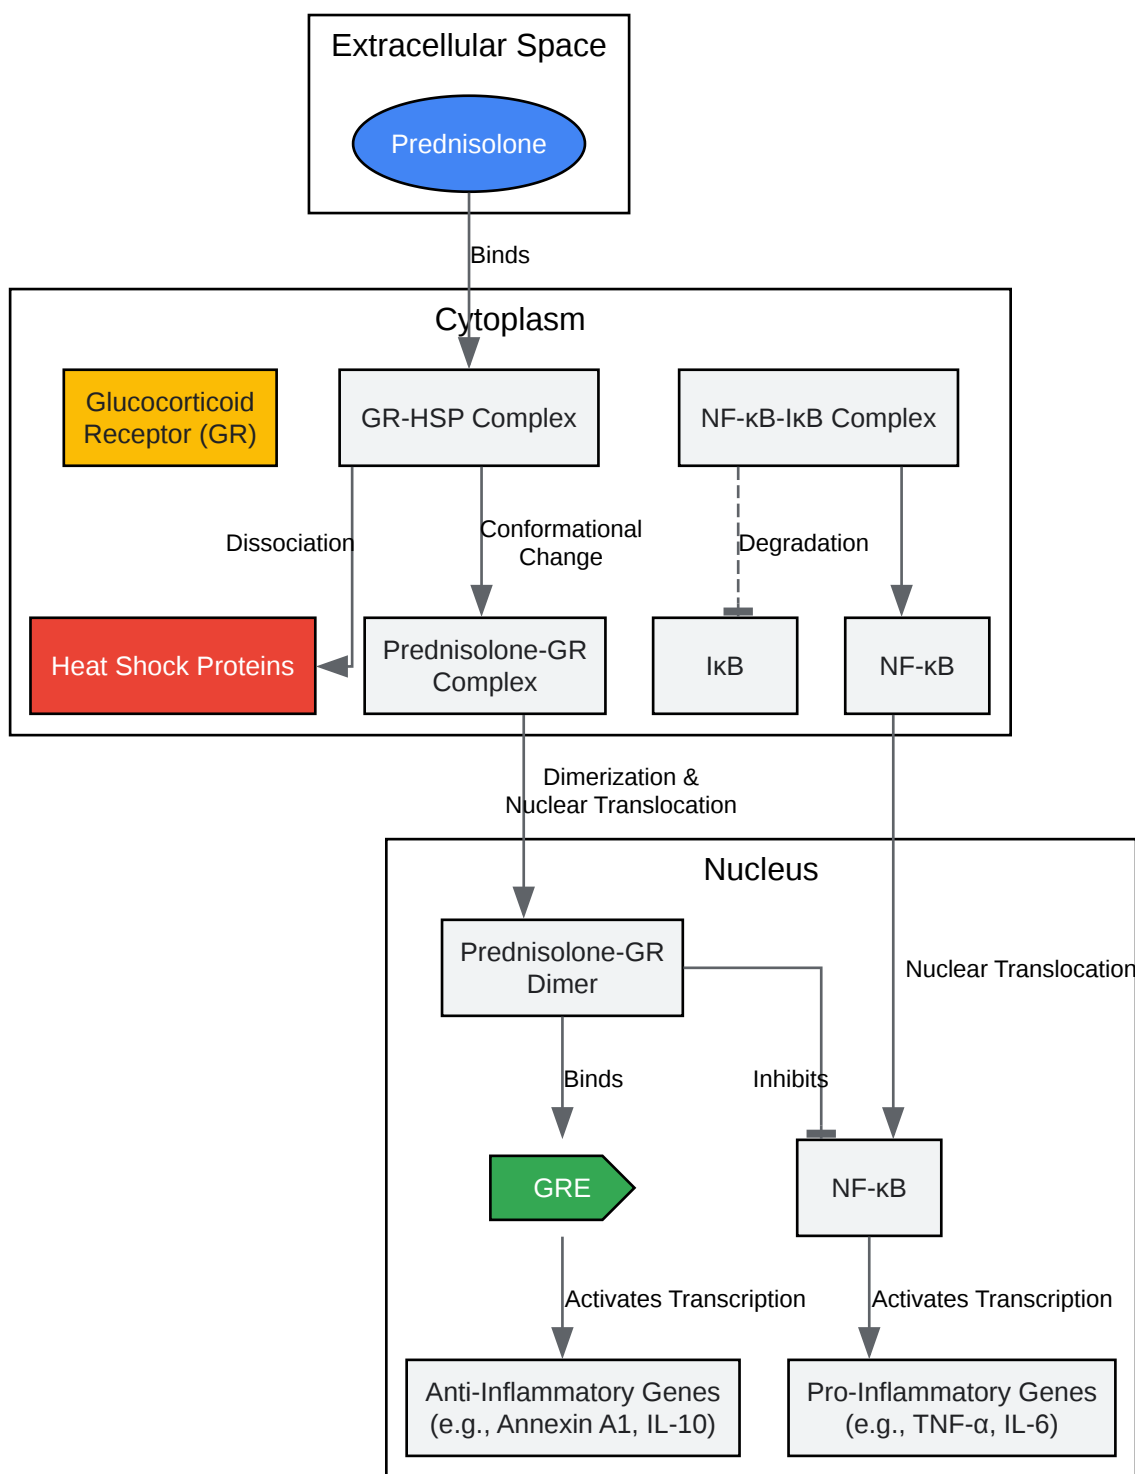 Extracellular Space
Prednisolone
Binds
Cytoplasm
Glucocorticoid
Receptor (GR)
GR-HSP Complex
NF-κB-IκB Complex
Dissociation
Conformational
Change
Degradation
Heat Shock Proteins
Prednisolone-GR
Complex
IκB
NF-κB
Dimerization &
Nuclear Translocation
Nucleus
Prednisolone-GR
Dimer
Nuclear Translocation
Binds
Inhibits
GRE
NF-κB
Activates Transcription
Activates Transcription
Anti-Inflammatory Genes
(e.g., Annexin A1, IL-10)
Pro-Inflammatory Genes
(e.g., TNF-α, IL-6)